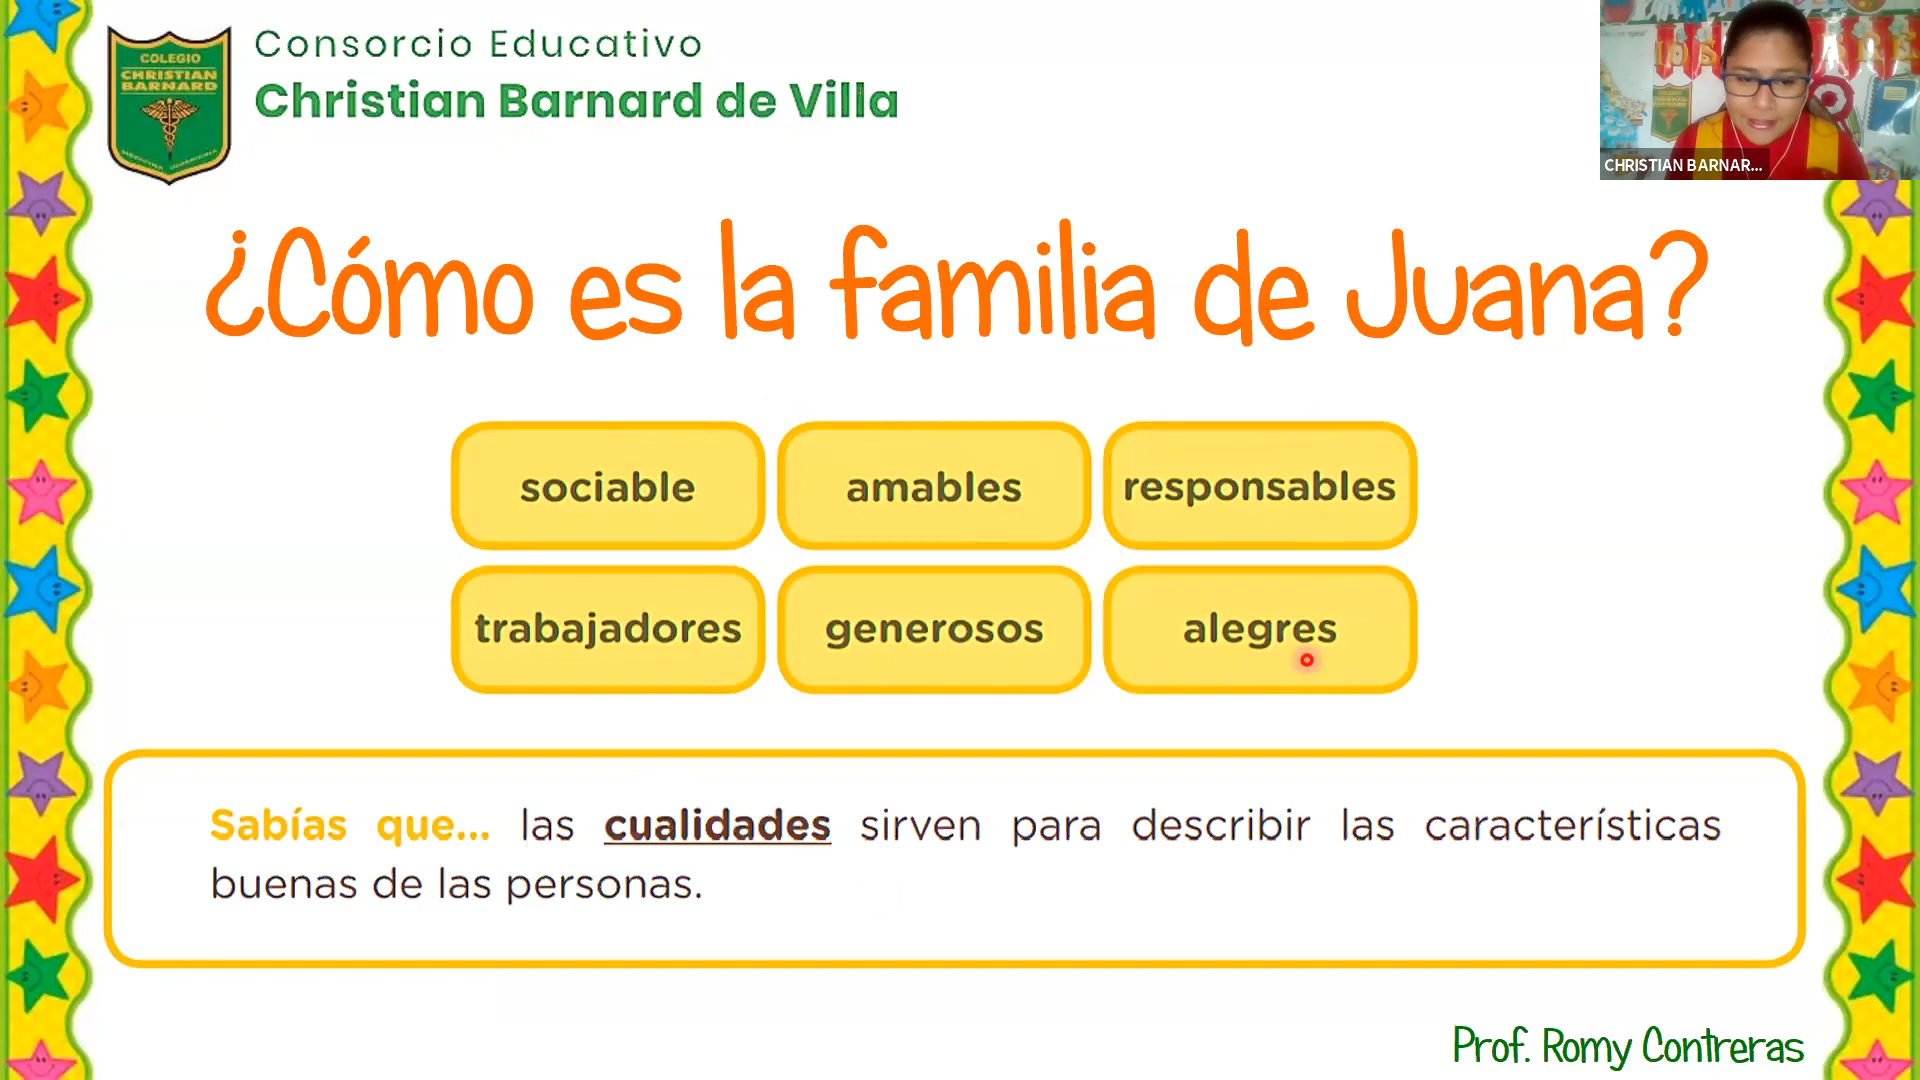 COLEGIO
CHRISTIAN
BARNARD
Consorcio Educativo
Christian Barnard de Villa
CHRISTIAN BARNAR...
¿Cómo es la familia de Juana?
sociable
amables
responsables
trabajadores
generosos
alegres
Sabías que... las cualidades sirven para describir las características
buenas de las personas.
Prof. Romy Contreras